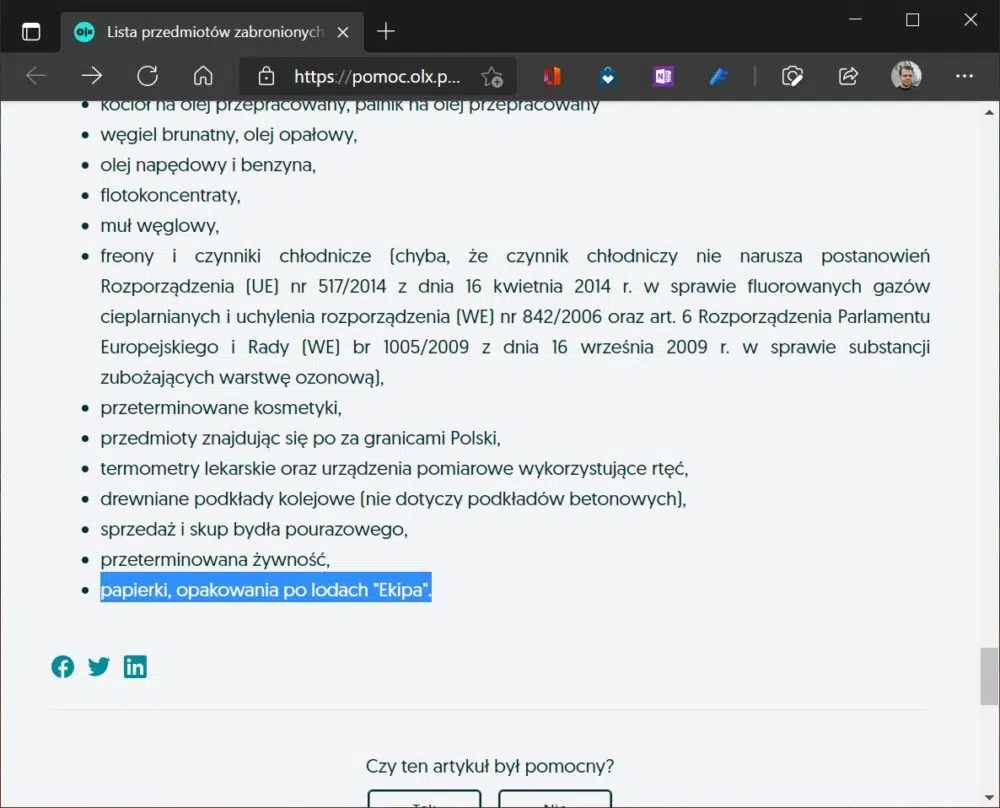 olx
Lista przedmiotów zabronionych
https://pomoc.olx.p...
kocioł na olej przepracowany, palnik na olej przepracowany
węgiel brunatny, olej opałowy,
olej napędowy i benzyna,
flotokoncentraty,
muł węglowy,
freony i czynniki chłodnicze (chyba, że czynnik chłodniczy nie narusza postanowień
Rozporządzenia (UE) nr 517/2014 z dnia 16 kwietnia 2014 r. w sprawie fluorowanych gazów
cieplarnianych i uchylenia rozporządzenia (WE) nr 842/2006 oraz art. 6 Rozporządzenia Parlamentu
Europejskiego i Rady (WE) br 1005/2009 z dnia 16 września 2009 r. w sprawie substancji
zubożających warstwę ozonową),
przeterminowane kosmetyki,
przedmioty znajdując się po za granicami Polski,
termometry lekarskie oraz urządzenia pomiarowe wykorzystujące rtęć,
drewniane podkłady kolejowe (nie dotyczy podkładów betonowych),
sprzedaż i skup bydła pourazowego,
przeterminowana żywność,
papierki, opakowania po lodach "Ekipa".
Czy ten artykuł był pomocny?
Tak Nie